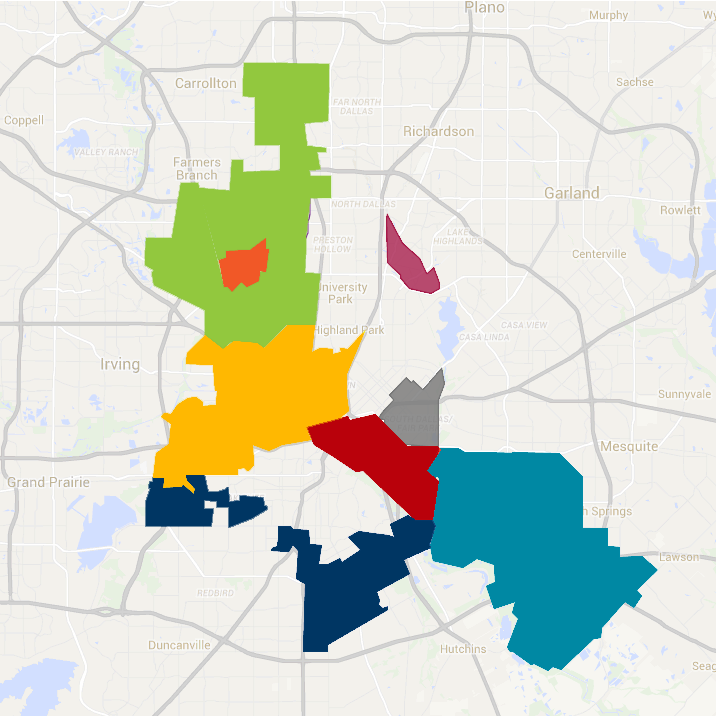 Plano
Murphy
Wy
Carrollton
Sachse
FAR NORTH
DALLAS
Coppell
Richardson
VALLEY RANCH
Farmers
Branch
Garland
NORTH DALLAS
Rowlett
LAKE
HIGHLANDS
PRESTON
HOLLOW
Centerville
University
Park
CASA VIEW
Highland Park
CASA LINDA
Irving
Sunnyvale
Mesquite
Grand Prairie
Springs
Lawson
REDBIRD
Duncanville
Hutchins
Seag